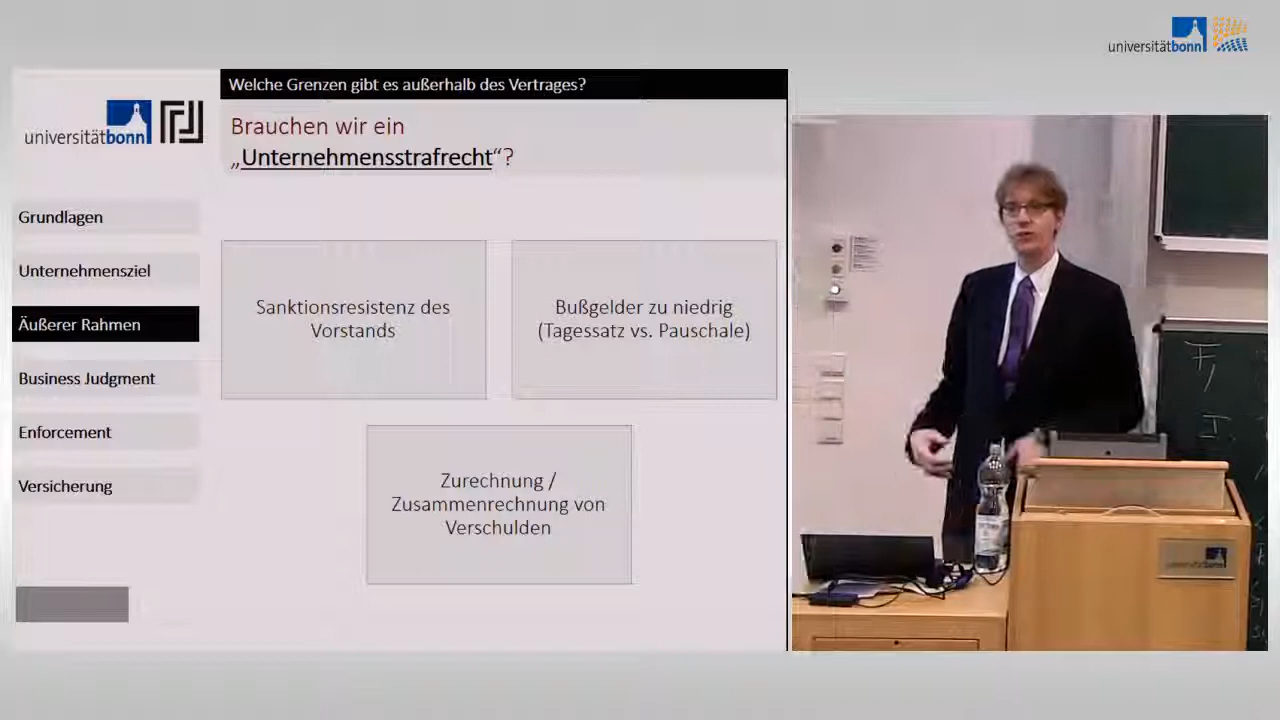 universitätbonn
Welche Grenzen gibt es außerhalb des Vertrages?
universitätbonn
Brauchen wir ein
„Unternehmensstrafrecht“?
Grundlagen
Unternehmensziel
Äußerer Rahmen
Business Judgment
Enforcement
Versicherung
Sanktionsresistenz des
Vorstands
Bußgelder zu niedrig
(Tagessatz vs. Pauschale)
Zurechnung /
Zusammenrechnung von
Verschulden